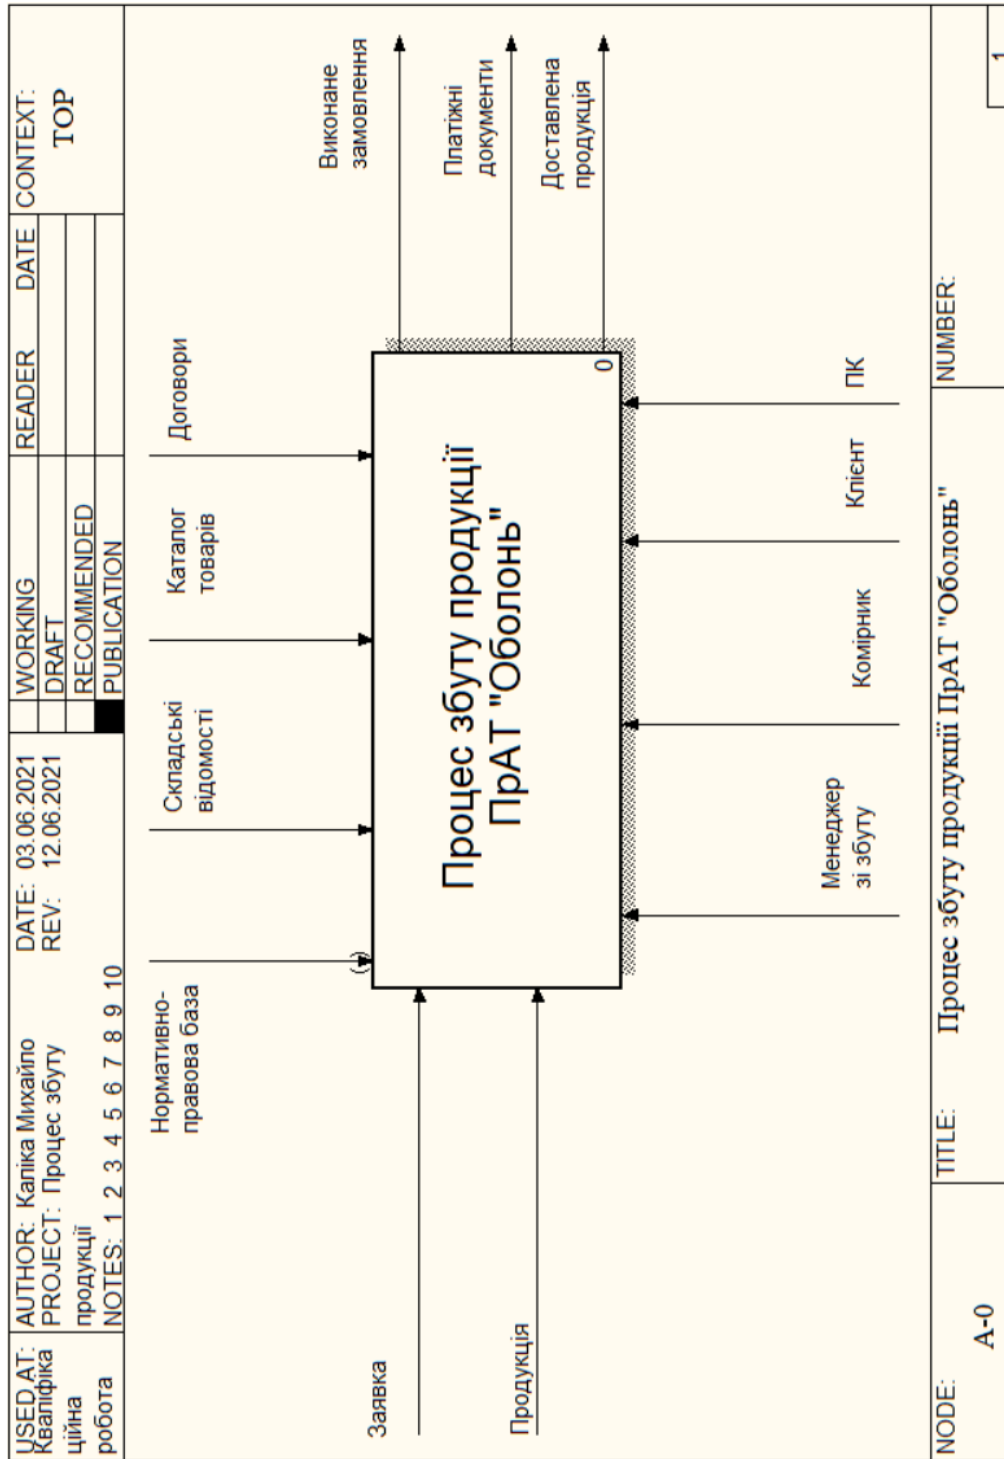 USED AT:
Кваліфіка
ційна
робота
AUTHOR: Каліка Михайло
PROJECT: Процес збуту
продукції
NOTES: 1 2 3 4 5 6 7 8 9 10
DATE: 03.06.2021
REV: 12.06.2021
WORKING
DRAFT
RECOMMENDED
PUBLICATION
READER DATE
CONTEXT:
TOP
Нормативно-
правова база
Складські
відомості
Каталог
товарів
Договори
Заявка
Продукція
Процес збуту продукції
ПрАТ "Оболонь"
0
Виконане
замовлення
Платіжні
документи
Доставлена
продукція
Менеджер
зі збуту
Комірник
Клієнт
ПК
NODE:
A-0
TITLE:
Процес збуту продукції ПрАТ "Оболонь"
NUMBER:
1